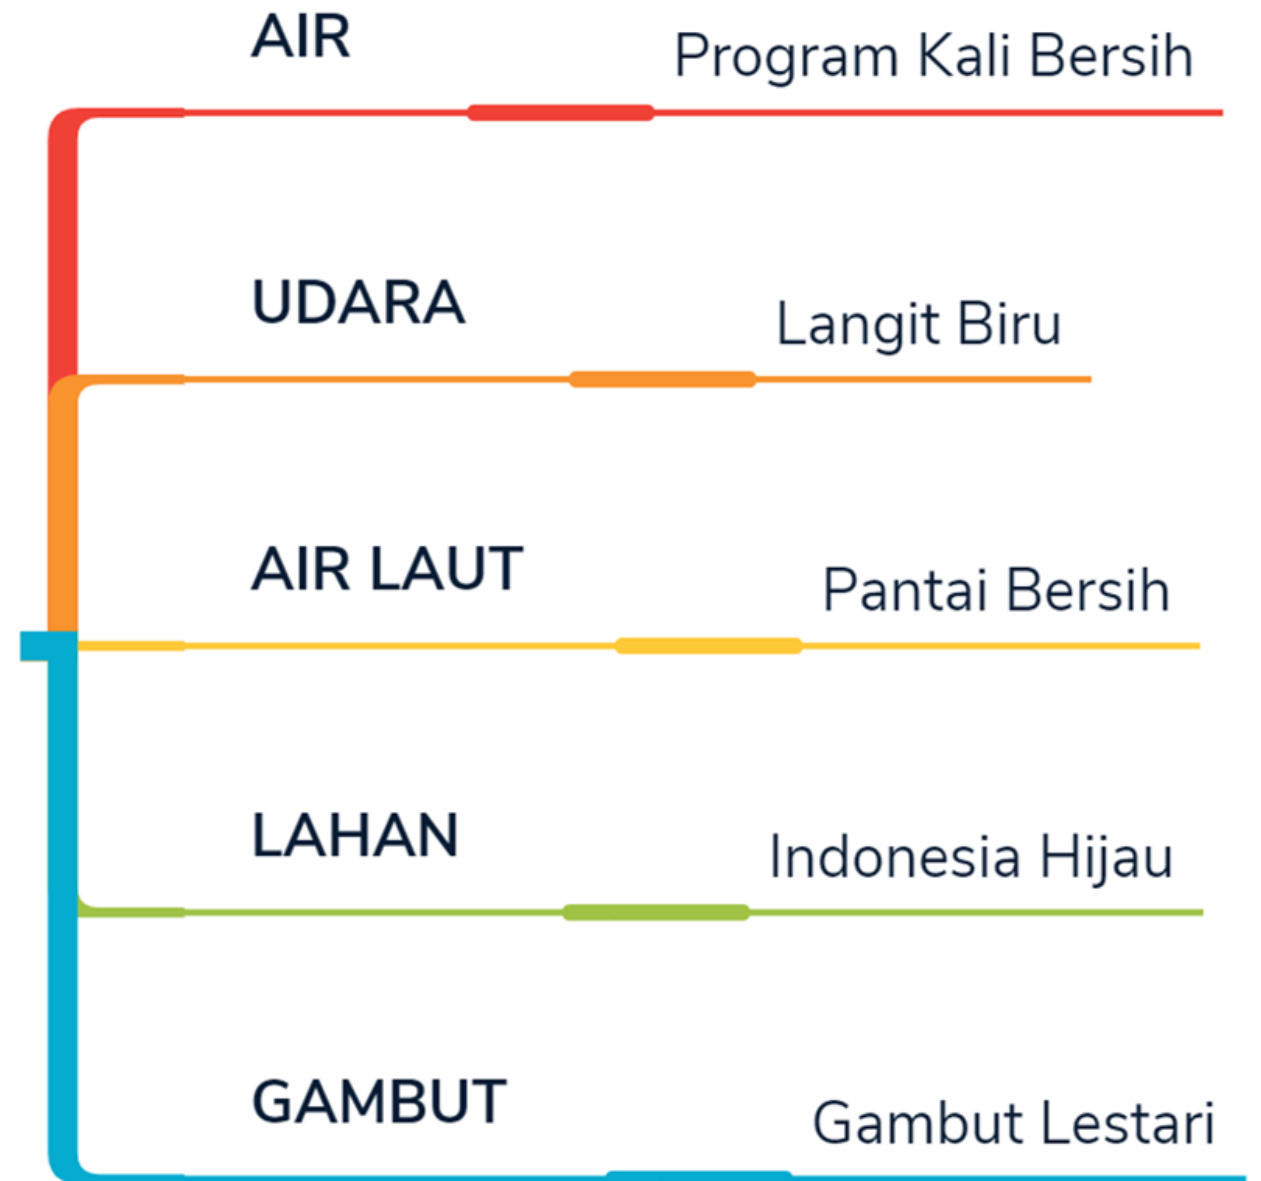 AIR
Program Kali Bersih
UDARA
Langit Biru
AIR LAUT
Pantai Bersih
LAHAN
Indonesia Hijau
GAMBUT
Gambut Lestari